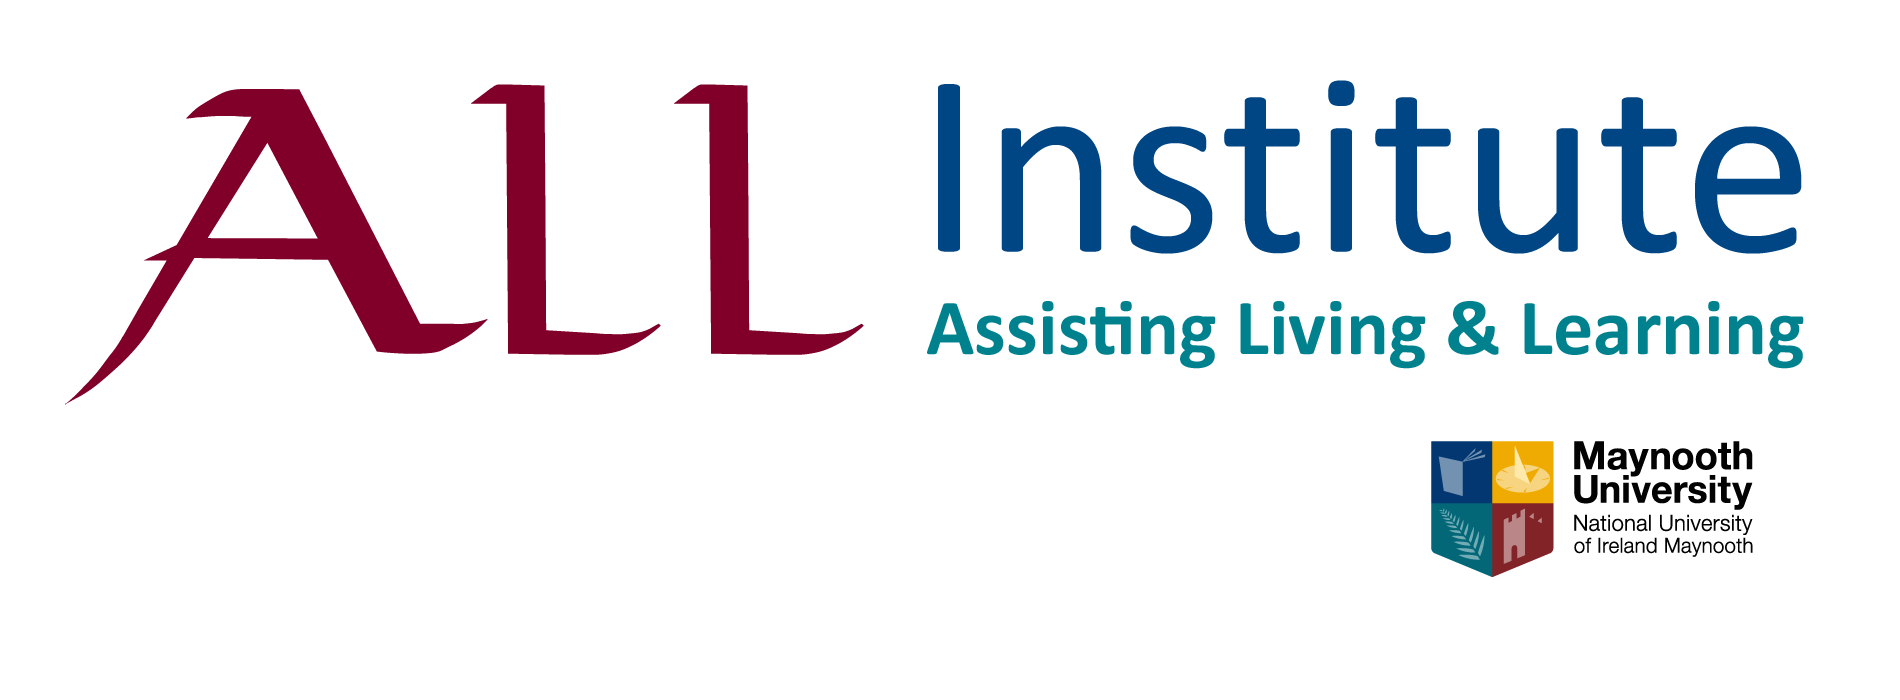 ALL Institute
Assisting Living & Learning
Maynooth
University
National University
of Ireland Maynooth